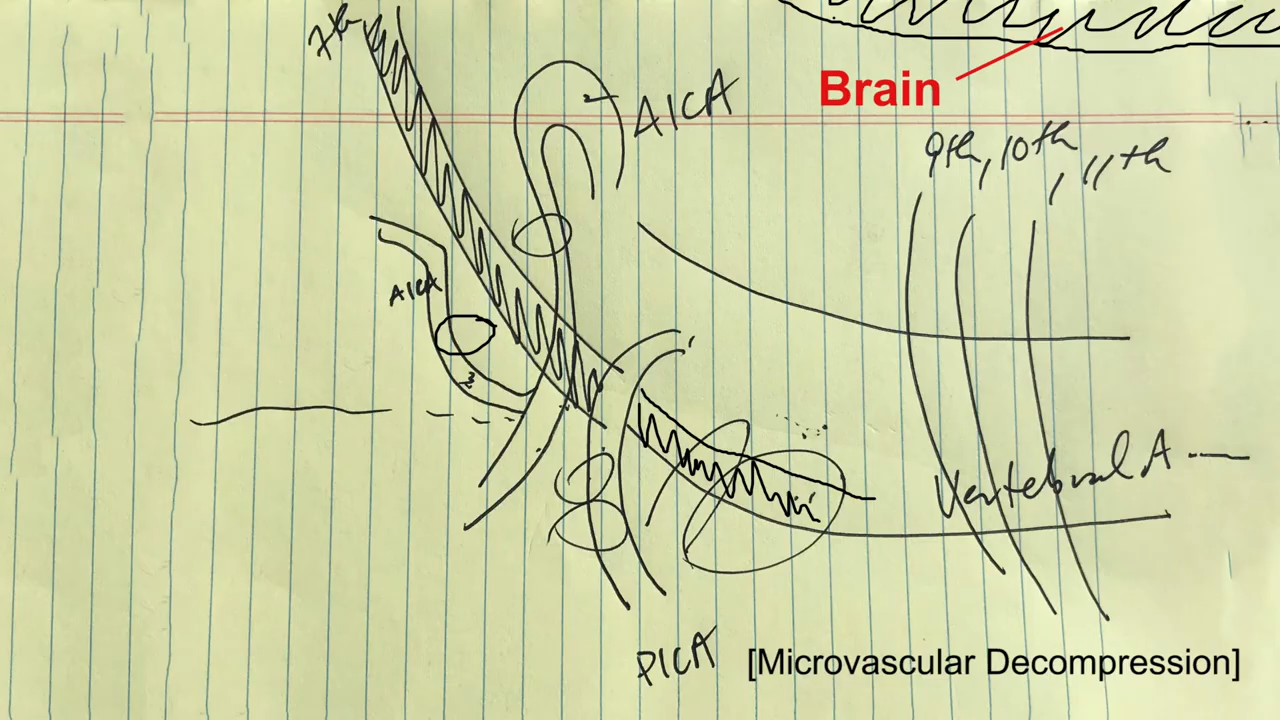 7th
Brain
AICA
9th, 10th, 11th
AICA
Vertebral A
PICA
[Microvascular Decompression]